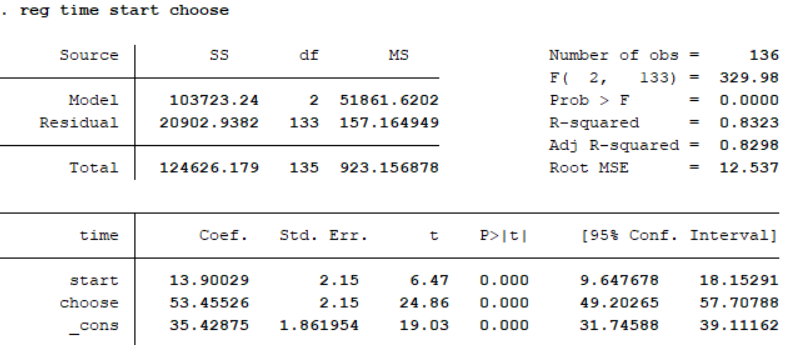 . reg time start choose
Source SS df MS Number of obs = 136
F( 2, 133) = 329.98
Model 103723.24 2 51861.6202 Prob > F = 0.0000
Residual 20902.9382 133 157.164949 R-squared = 0.8323
Adj R-squared = 0.8298
Total 124626.179 135 923.156878 Root MSE = 12.537
time Coef. Std. Err. t P>|t| [95% Conf. Interval]
start 13.90029 2.15 6.47 0.000 9.647678 18.15291
choose 53.45526 2.15 24.86 0.000 49.20265 57.70788
_cons 35.42875 1.861954 19.03 0.000 31.74588 39.11162